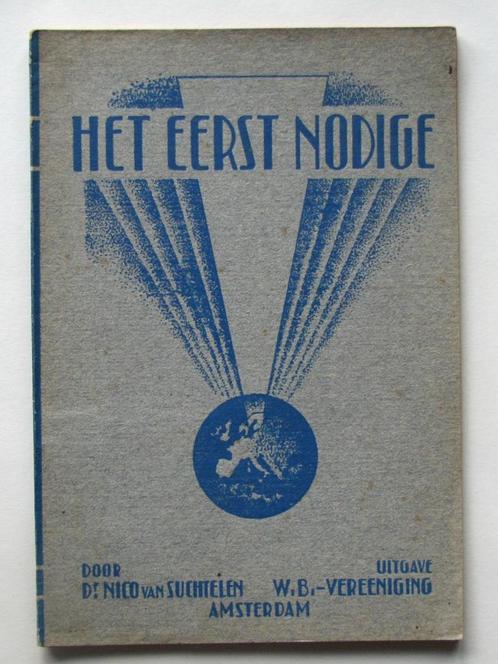 HET EERST NODIGE
DOOR
Dr NICO VAN SUCHTELEN
UITGAVE
W.B.-VEREENIGING
AMSTERDAM